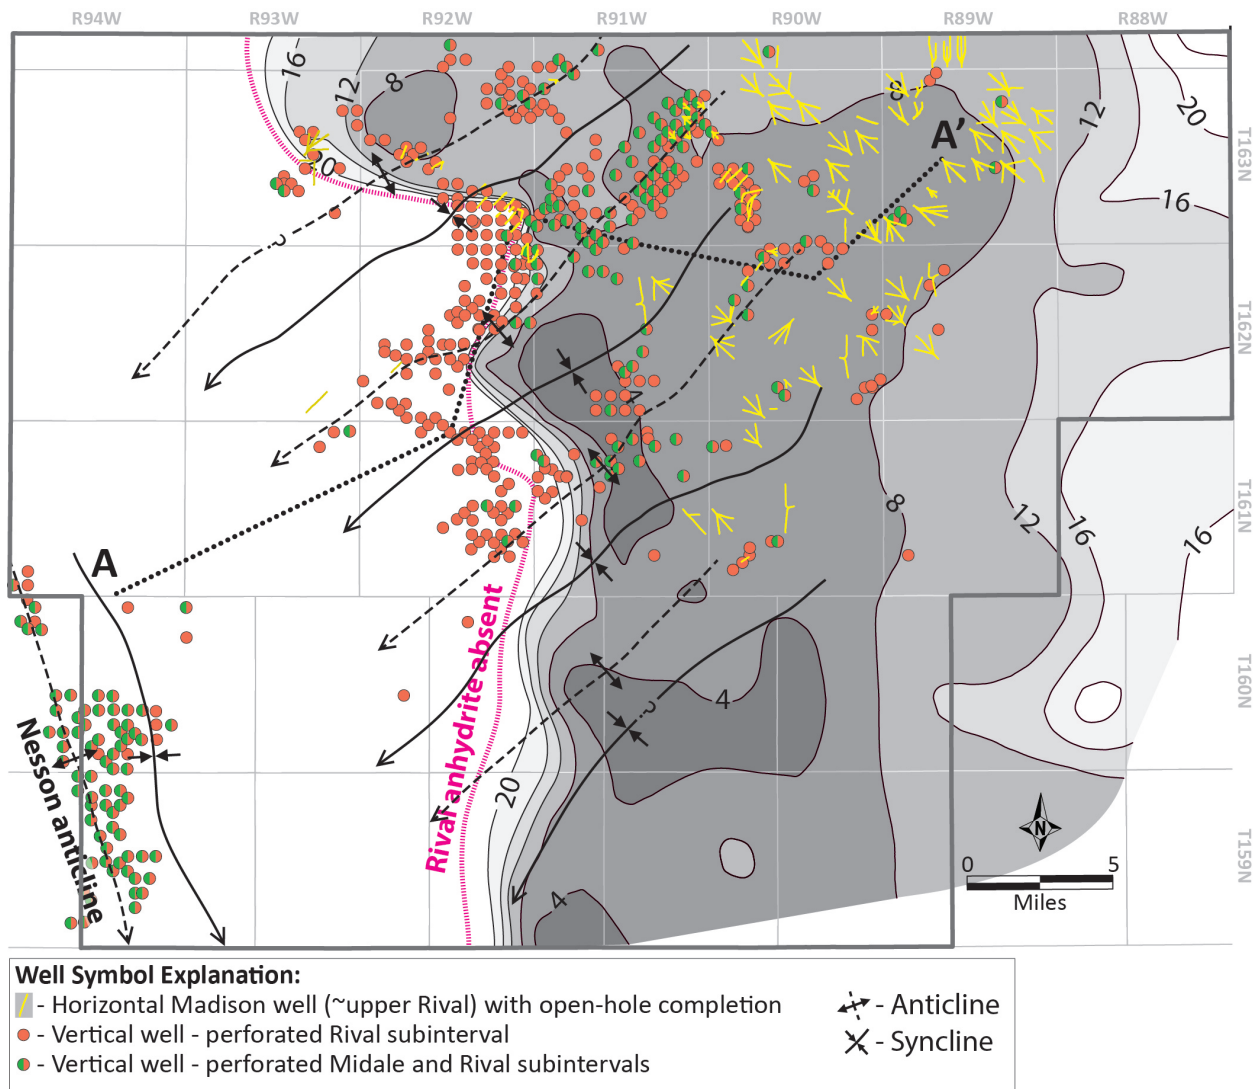 R94W R93W R92W R91W R90W R89W R88W
16
12
8
8
12
20
A'
T163N
20
16
T162N
8
12
16
16
T161N
A
Rival anhydrite absent
4
T160N
Nesson anticline
20
N
0 5
Miles
T159N
4
Well Symbol Explanation:
- Horizontal Madison well (~upper Rival) with open-hole completion
- Vertical well - perforated Rival subinterval
- Vertical well - perforated Midale and Rival subintervals
- Anticline
- Syncline